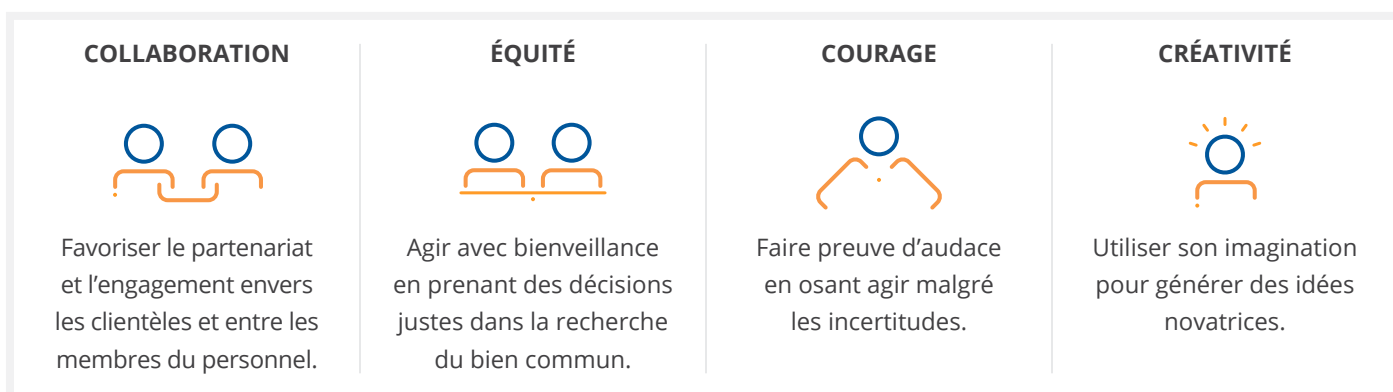 COLLABORATION
Favoriser le partenariat
et l’engagement envers
les clientèles et entre les
membres du personnel.
ÉQUITÉ
Agir avec bienveillance
en prenant des décisions
justes dans la recherche
du bien commun.
COURAGE
Faire preuve d’audace
en osant agir malgré
les incertitudes.
CRÉATIVITÉ
Utiliser son imagination
pour générer des idées
novatrices.